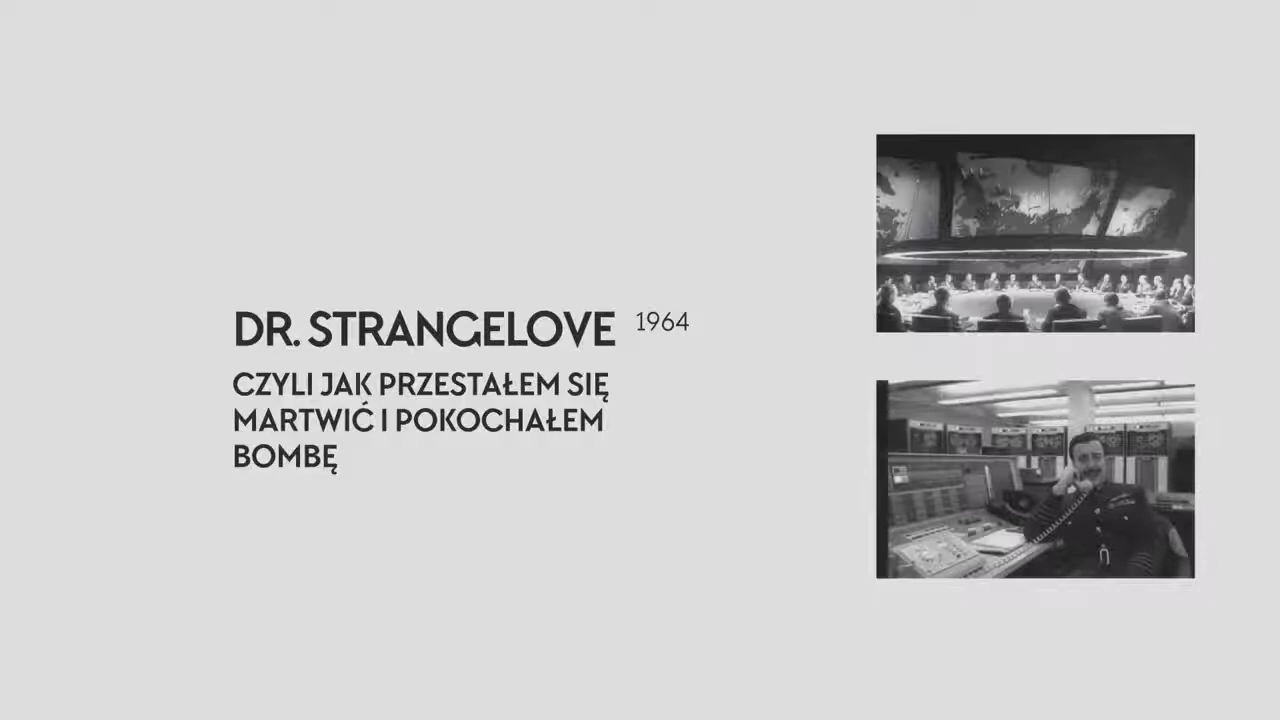 DR. STRANGELOVE 1964
CZYLI JAK PRZESTAŁEM SIĘ
MARTWIĆ I POKOCHAŁEM
BOMBĘ